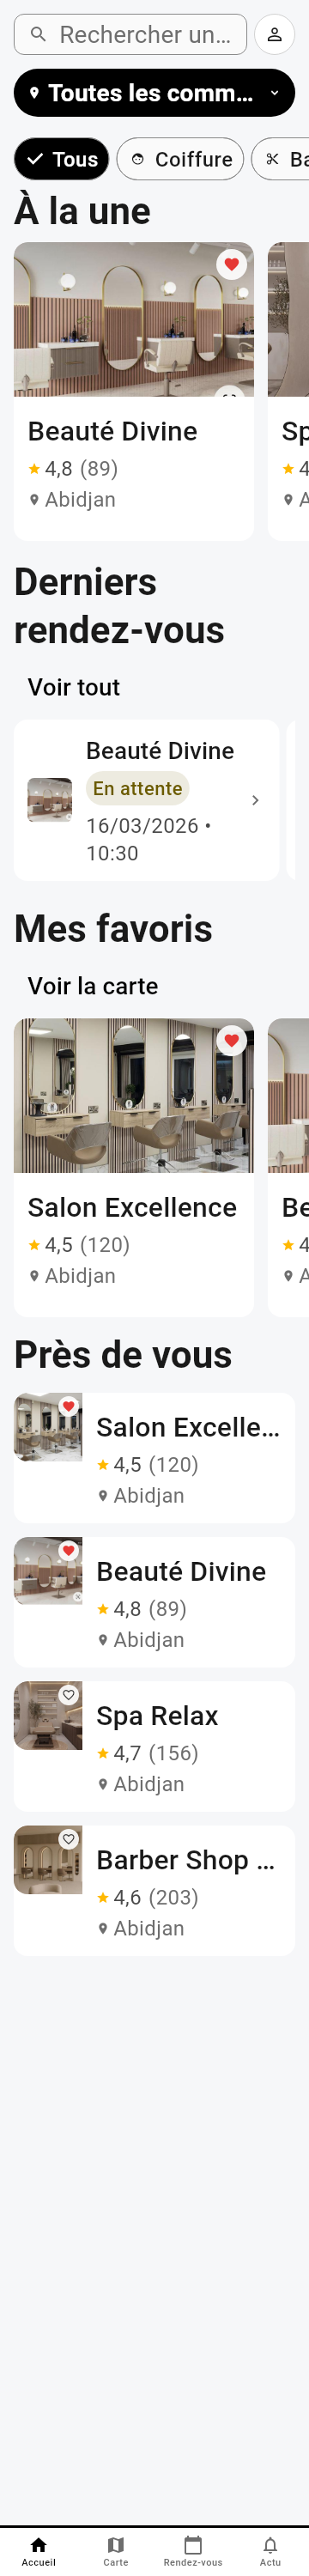 Rechercher un...
Toutes les comm...
Tous
Coiffure
Ba
À la une
Beauté Divine
Sp
4,8 (89)
4
Abidjan
A
Derniers
rendez-vous
Voir tout
Beauté Divine
En attente
16/03/2026 •
10:30
Mes favoris
Voir la carte
Salon Excellence
Be
4,5 (120)
4
Abidjan
A
Près de vous
Salon Excelle...
4,5 (120)
Abidjan
Beauté Divine
4,8 (89)
Abidjan
Spa Relax
4,7 (156)
Abidjan
Barber Shop ...
4,6 (203)
Abidjan
Accueil
Carte
Rendez-vous
Actu